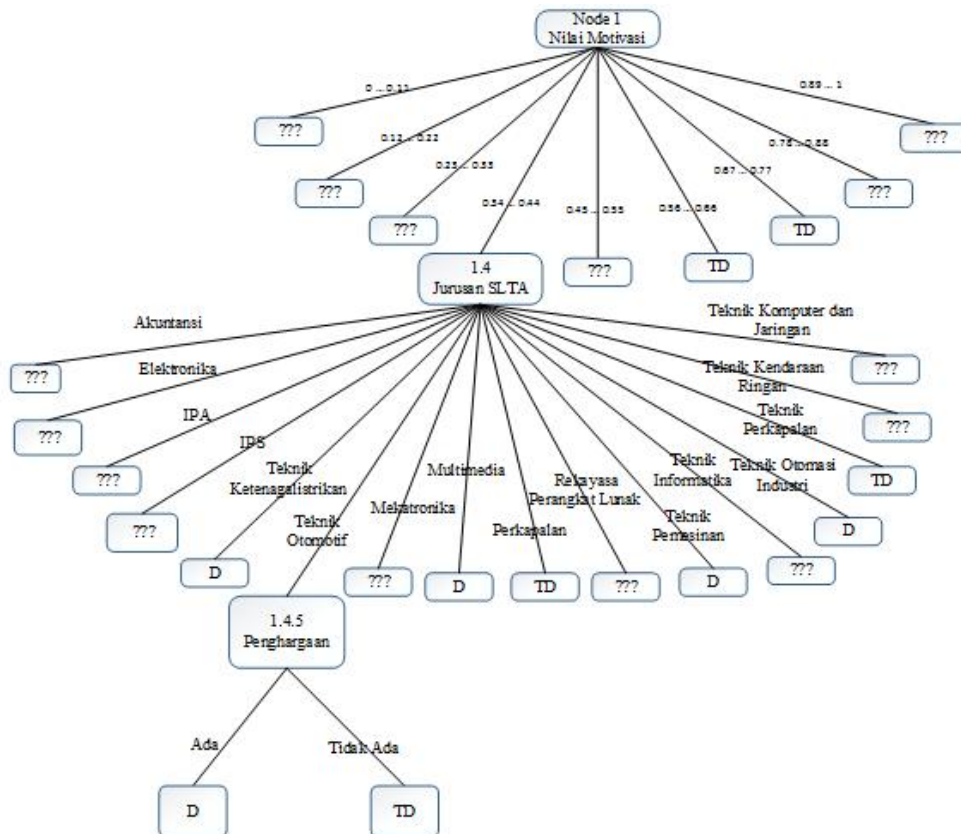 Node 1
Nilai Motivasi
0 ... 0.11
0.89 ... 1
???
???
0.12 ... 0.22
0.78 ... 0.88
0.23 ... 0.33
0.67 ... 0.77
???
???
0.34 ... 0.44
0.45 ... 0.55
0.56 ... 0.66
???
TD
1.4
Jurusan SLTA
???
TD
Akuntansi
Teknik Komputer dan
Jaringan
???
???
Elektronika
Teknik Kendaraan
Ringan
IPA
Teknik
Perkapalan
???
???
IPS
???
TD
Teknik
Ketenagalistrikan
Multimedia
Rekayasa
Perangkat Lunak
Teknik
Informatika
Teknik Otomasi
Industri
Teknik
Otomotif
Mekatronika
Perkapalan
Teknik
Pemesinan
???
D
D
???
D
TD
???
D
???
1.4.5
Penghargaan
Ada
Tidak Ada
D
TD